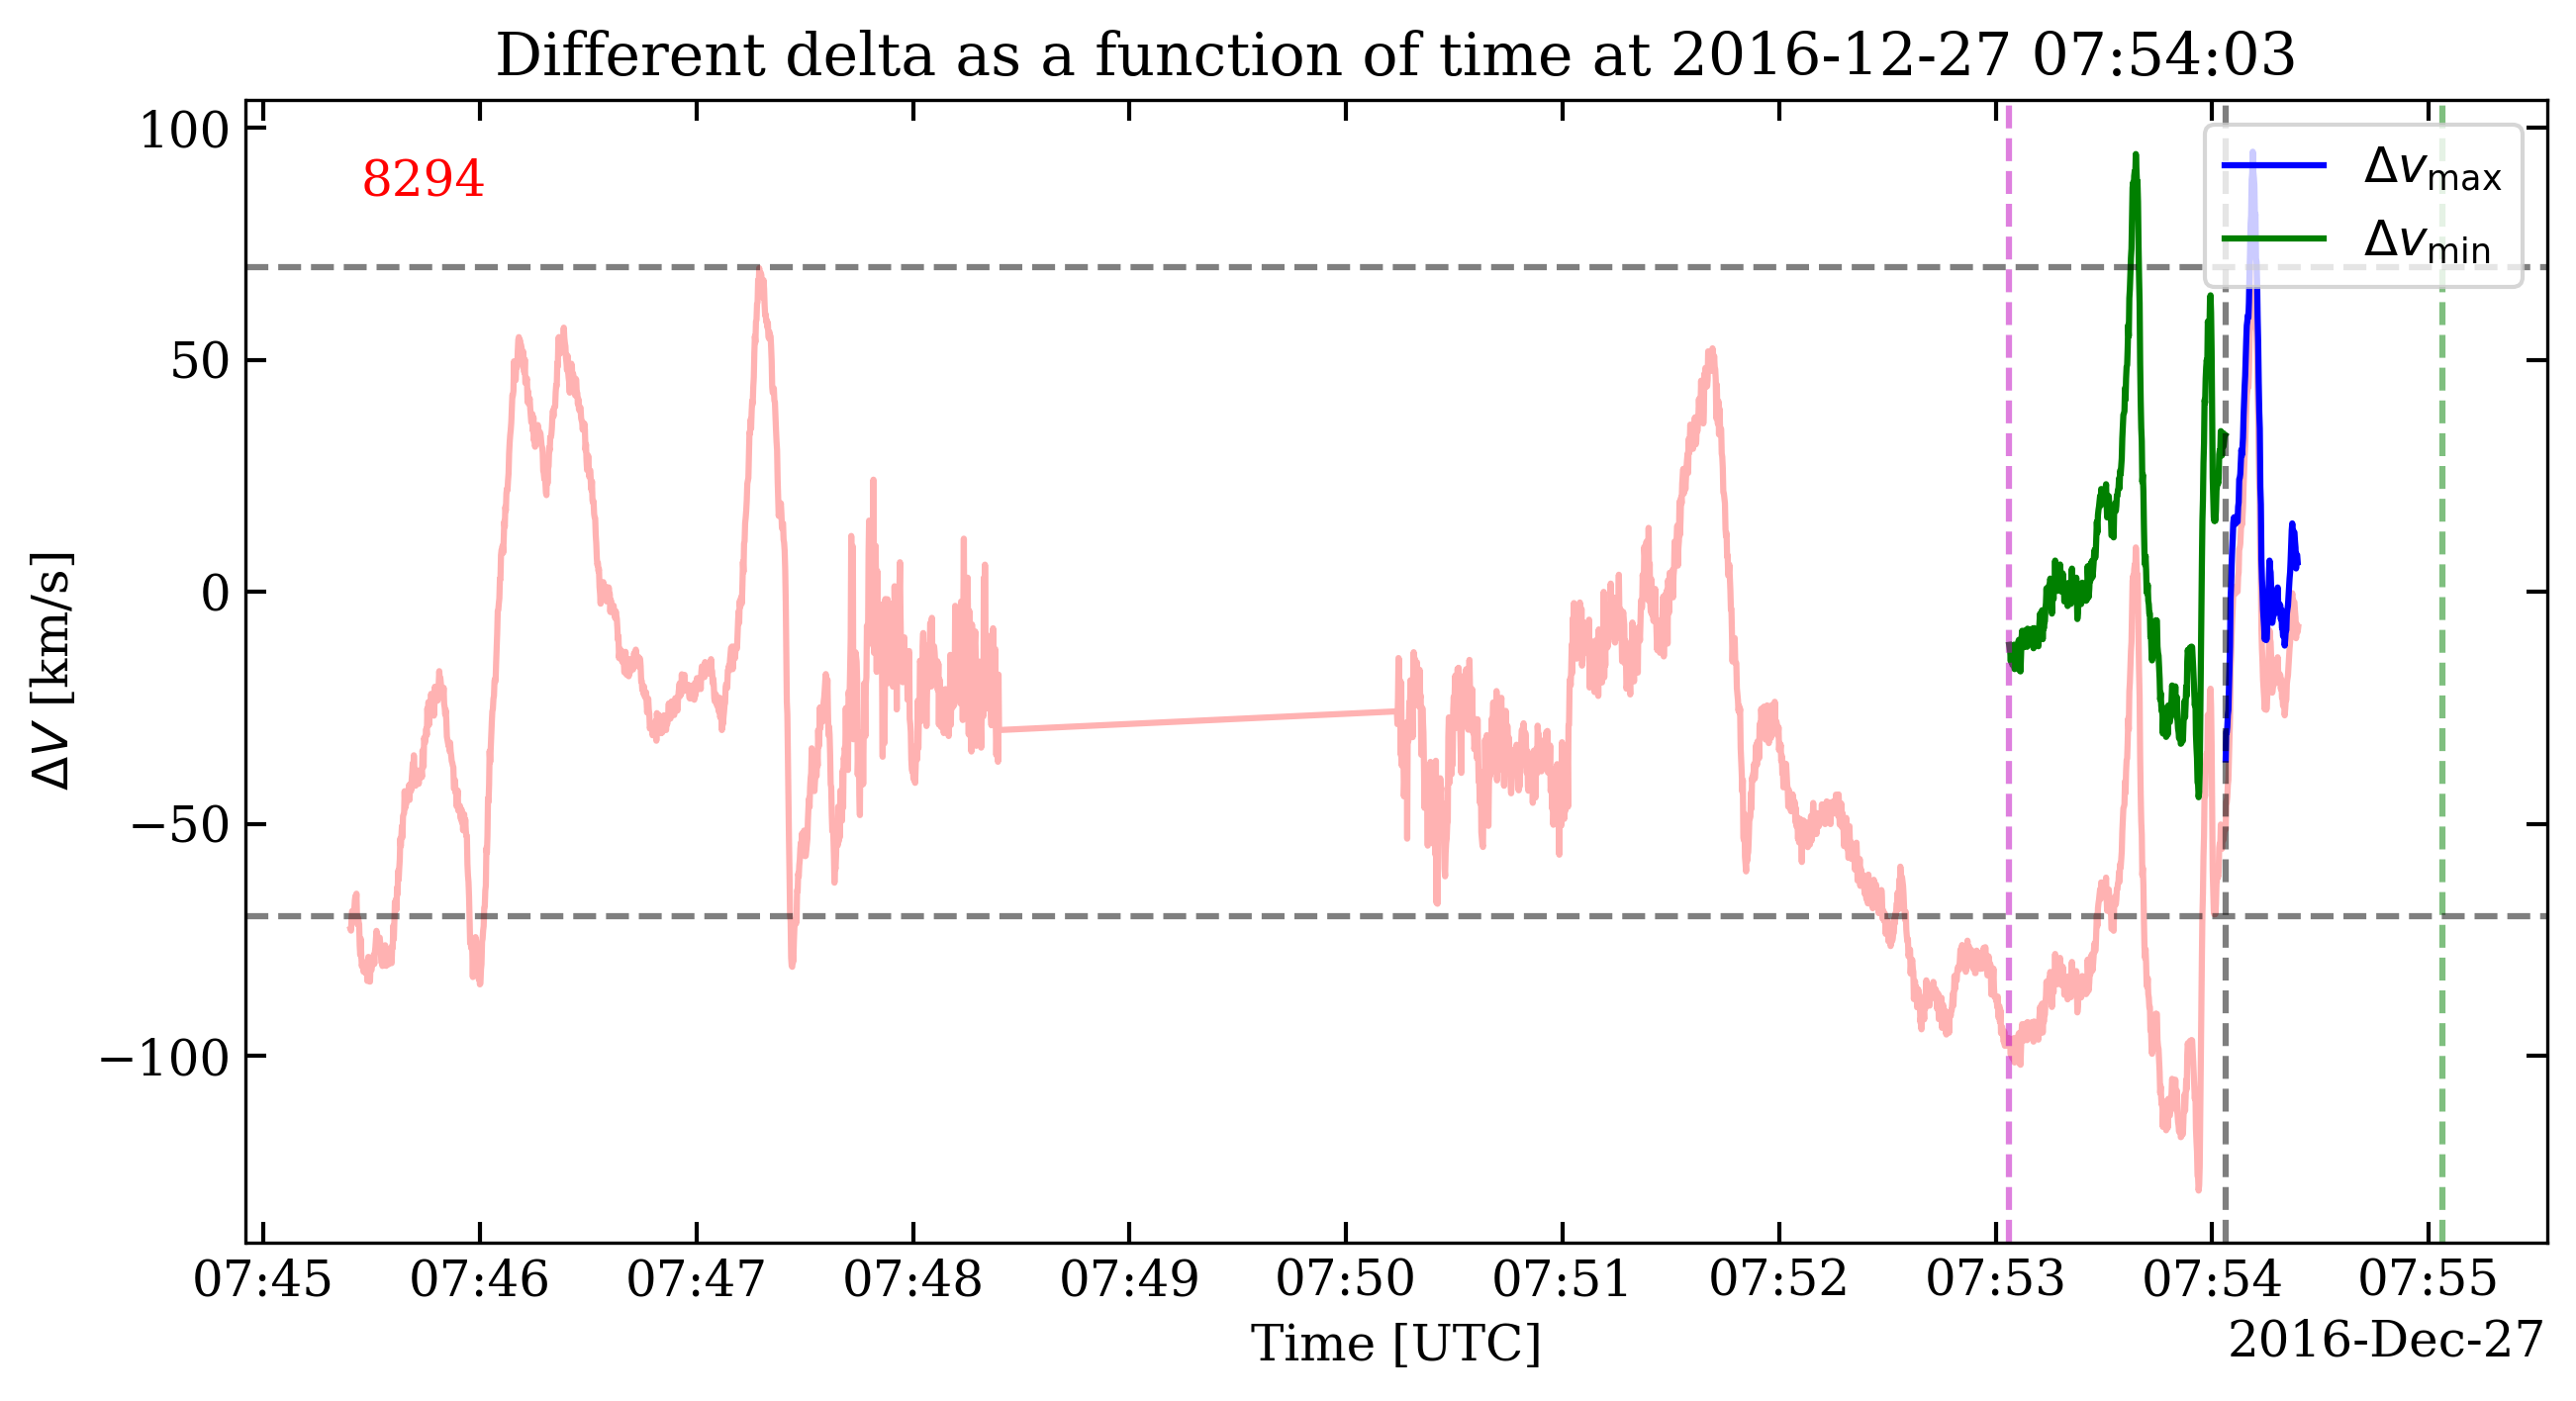 Different delta as a function of time at 2016-12-27 07:54:03
100
8294
Δv_max
Δv_min
50
0
−50
−100
ΔV [km/s]
07:45 07:46 07:47 07:48 07:49 07:50 07:51 07:52 07:53 07:54 07:55
Time [UTC]
2016-Dec-27